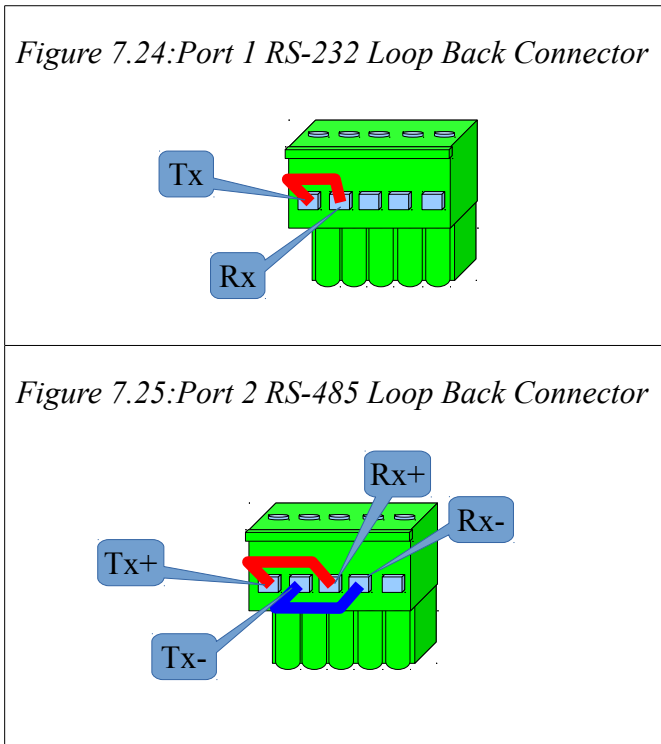 Figure 7.24:Port 1 RS-232 Loop Back Connector
Tx
Rx
Figure 7.25:Port 2 RS-485 Loop Back Connector
Rx+
Rx-
Tx+
Tx-